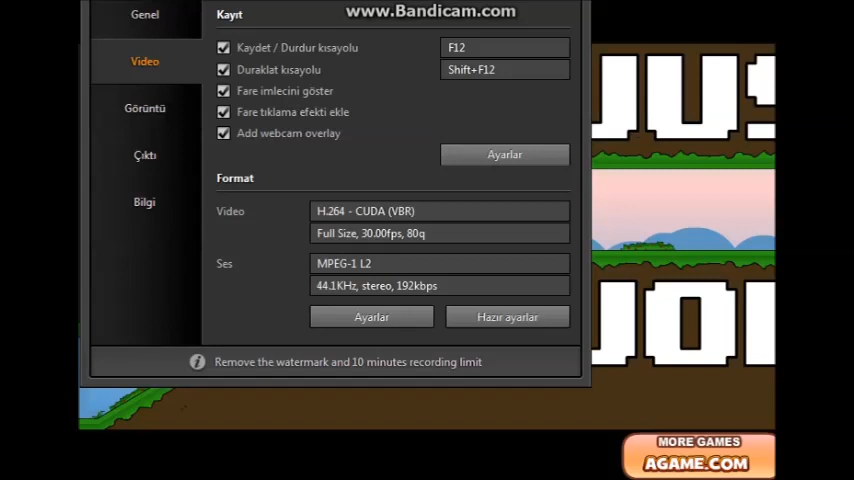 www.Bandicam.com
Genel
Video
Görüntü
Çıktı
Bilgi
Kayıt
Kaydet / Durdur kısayolu
F12
Duraklat kısayolu
Shift+F12
Fare imlecini göster
Fare tıklama efekti ekle
Add webcam overlay
Ayarlar
Format
Video
H.264 - CUDA (VBR)
Full Size, 30.00fps, 80q
Ses
MPEG-1 L2
44.1KHz, stereo, 192kbps
Ayarlar
Hazır ayarlar
Remove the watermark and 10 minutes recording limit
MORE GAMES
AGAME.COM